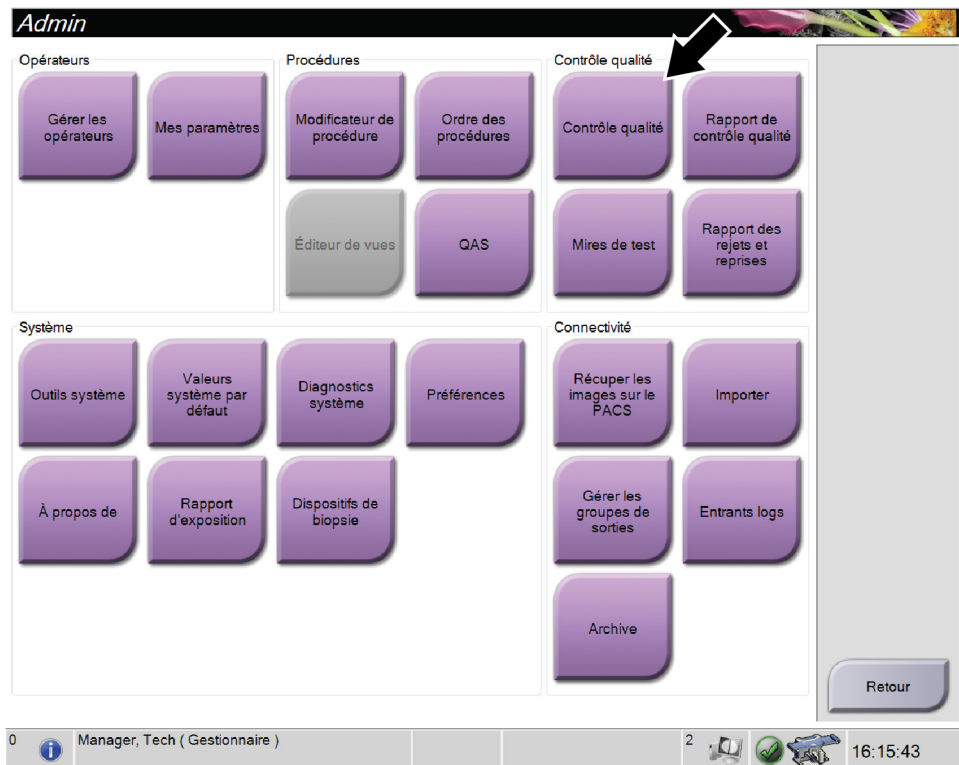 Admin
Opérateurs
Gérer les
opérateurs
Mes paramètres
Procédures
Modificateur de
procédure
Ordre des
procédures
Éditeur de vues
QAS
Contrôle qualité
Contrôle qualité
Rapport de
contrôle qualité
Mires de test
Rapport des
rejets et
reprises
Système
Outils système
Valeurs
système par
défaut
Diagnostics
système
Préférences
À propos de
Rapport
d'exposition
Dispositifs de
biopsie
Connectivité
Récuper les
images sur le
PACS
Importer
Gérer les
groupes de
sorties
Entrants logs
Archive
Retour
0
Manager, Tech ( Gestionnaire )
2
16:15:43